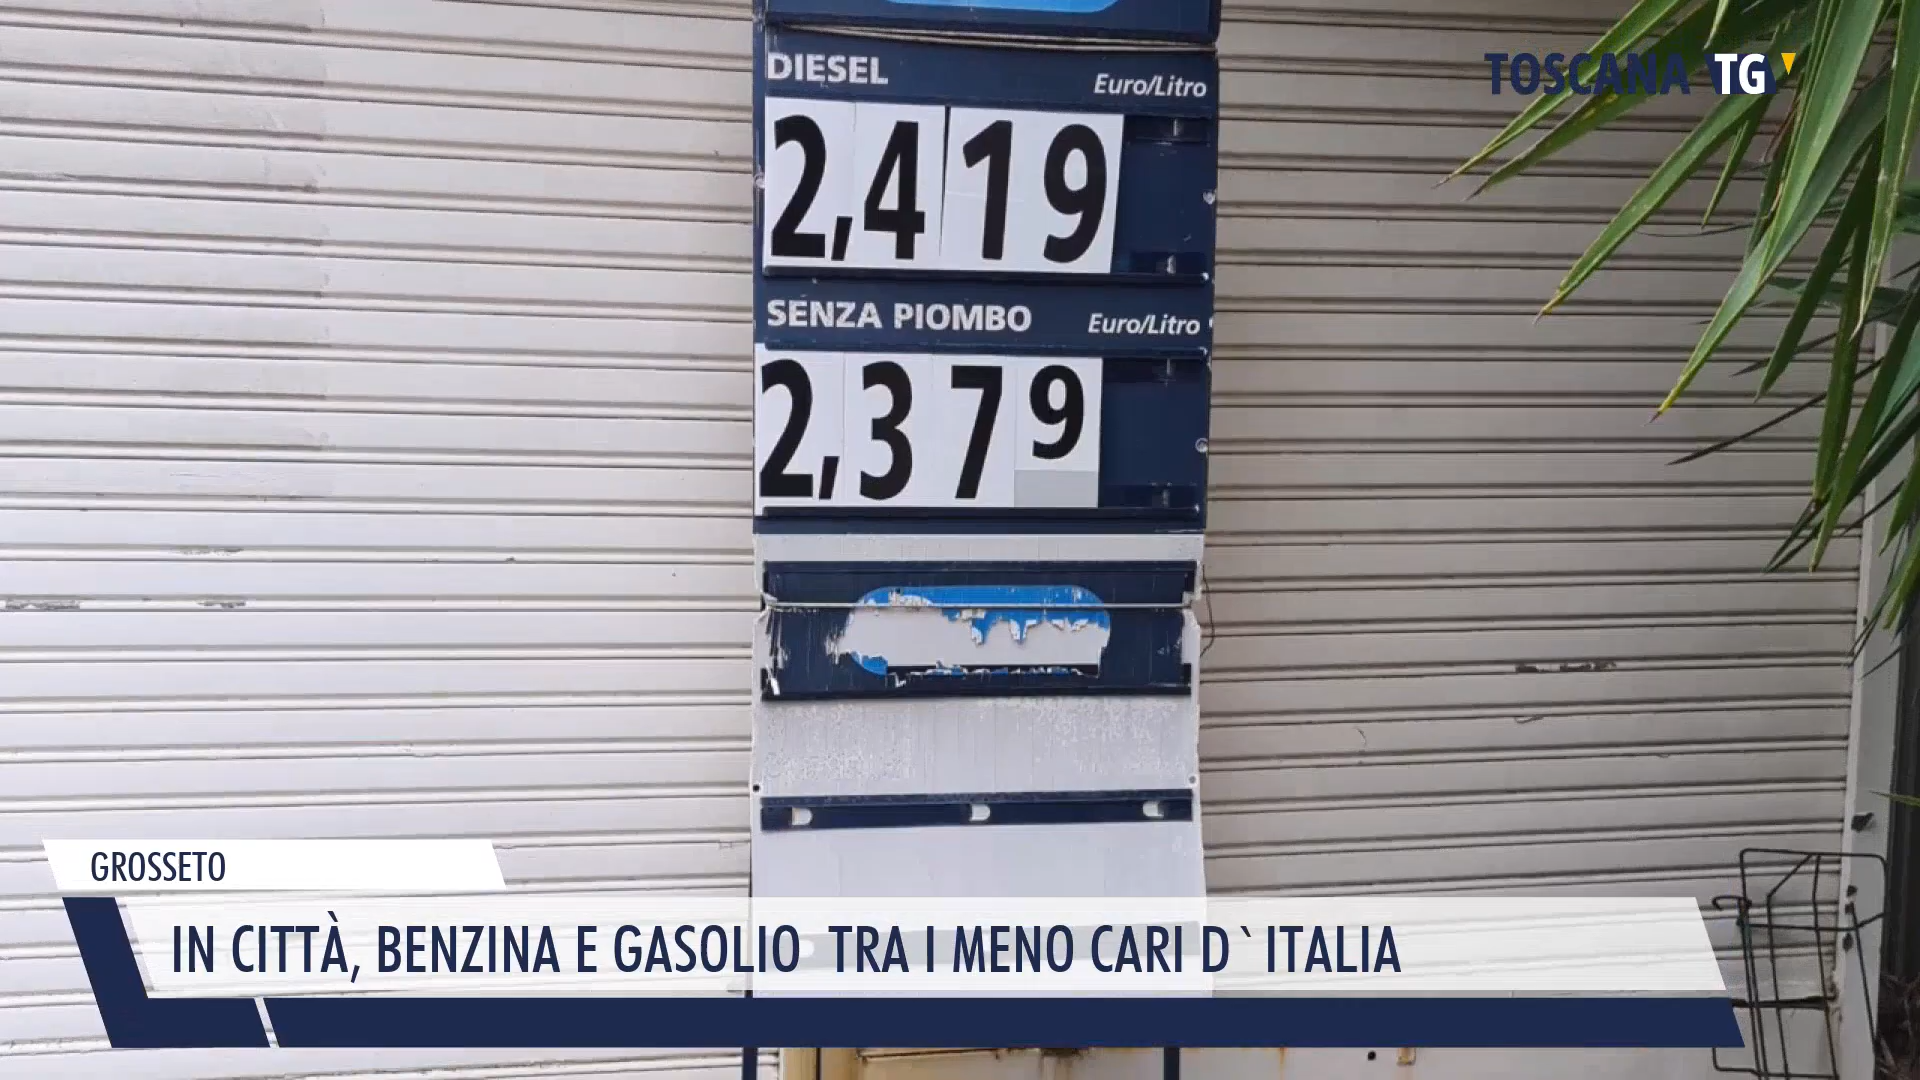 DIESEL
Euro/Litro
2,419
SENZA PIOMBO
Euro/Litro
2,379
TOSCANA TG
GROSSETO
IN CITTÀ, BENZINA E GASOLIO  TRA I MENO CARI D`ITALIA